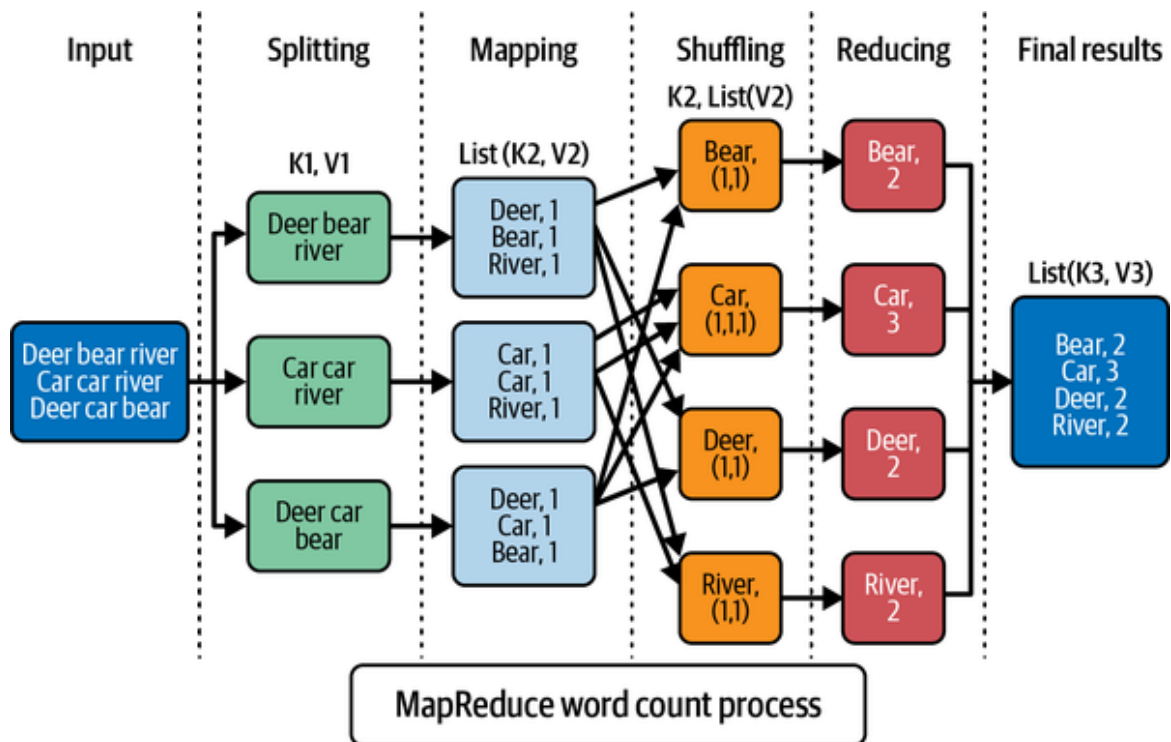 Input
Splitting
Mapping
Shuffling
Reducing
Final results
Deer bear river
Car car river
Deer car bear
K1, V1
Deer bear
river
Car car
river
Deer car
bear
List (K2, V2)
Deer, 1
Bear, 1
River, 1
Car, 1
Car, 1
River, 1
Deer, 1
Car, 1
Bear, 1
K2, List(V2)
Bear,
(1,1)
Car,
(1,1,1)
Deer,
(1,1)
River,
(1,1)
Bear,
2
Car,
3
Deer,
2
River,
2
List(K3, V3)
Bear, 2
Car, 3
Deer, 2
River, 2
MapReduce word count process